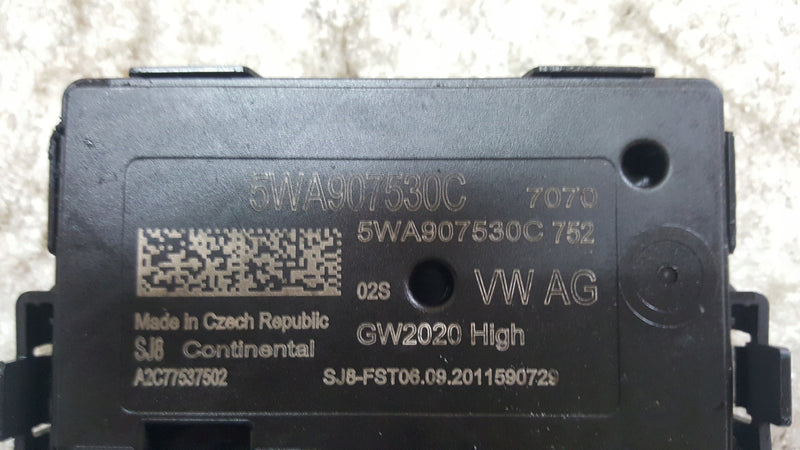 5WA907530C 7070
5WA907530C 752
02S VW AG
Made in Czech Republic
GW2020 High
SJ6 Continental
A2C77537502 SJ8-FST06.09.2011590729